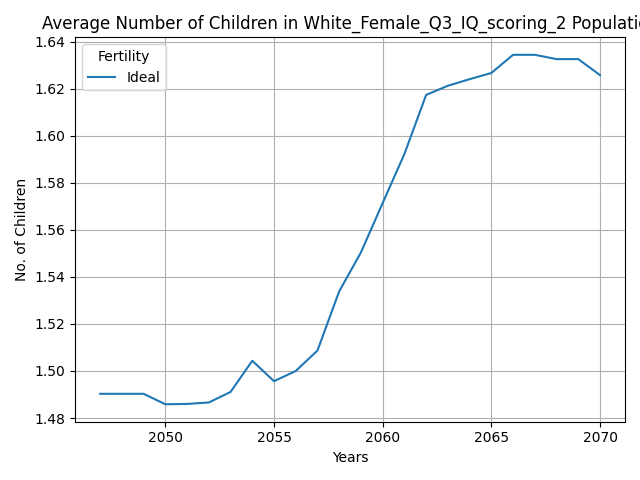 Average Number of Children in White_Female_Q3_IQ_scoring_2 Populatio
1.64
1.62
1.60
1.58
1.56
1.54
1.52
1.50
1.48
No. of Children
Fertility
Ideal
2050 2055 2060 2065 2070
Years